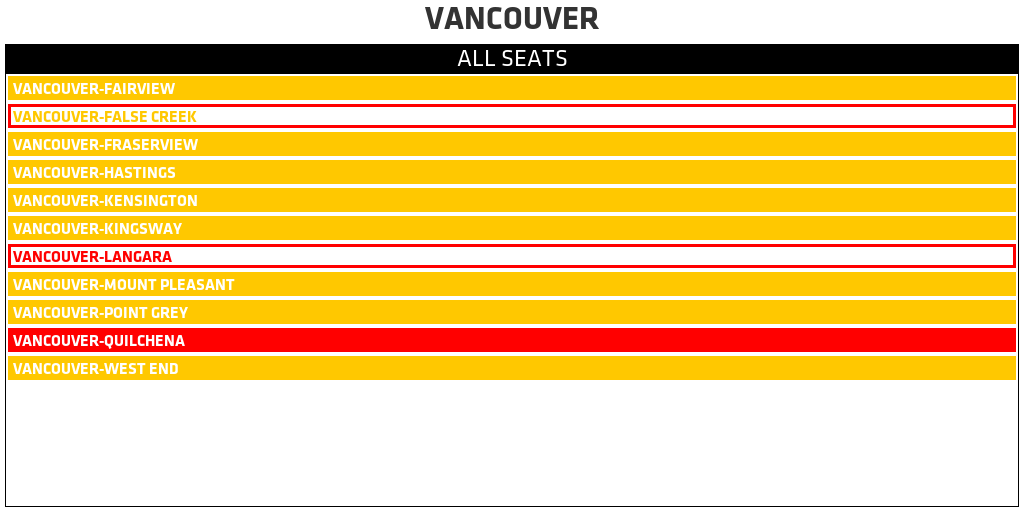 VANCOUVER
ALL SEATS
VANCOUVER-FAIRVIEW
VANCOUVER-FALSE CREEK
VANCOUVER-FRASERVIEW
VANCOUVER-HASTINGS
VANCOUVER-KENSINGTON
VANCOUVER-KINGSWAY
VANCOUVER-LANGARA
VANCOUVER-MOUNT PLEASANT
VANCOUVER-POINT GREY
VANCOUVER-QUILCHENA
VANCOUVER-WEST END